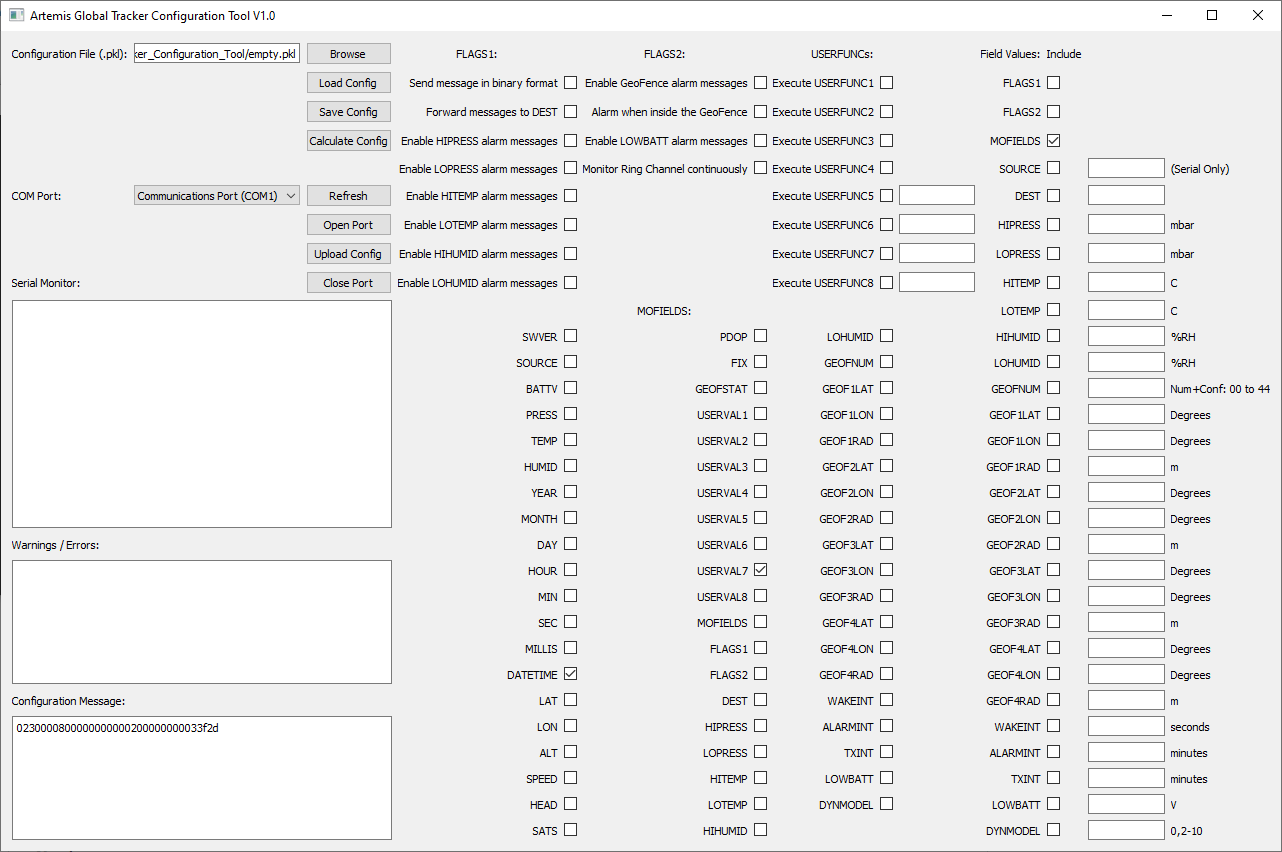 Artemis Global Tracker Configuration Tool V1.0
Configuration File (.pkl): ker_Configuration_Tool/empty.pkl Browse FLAGS1: FLAGS2: USERFUNCs: Field Values: Include
Load Config Send message in binary format Enable GeoFence alarm messages Execute USERFUNC1 FLAGS1
Save Config Forward messages to DEST Alarm when inside the GeoFence Execute USERFUNC2 FLAGS2
Calculate Config Enable HIPRESS alarm messages Enable LOWBATT alarm messages Execute USERFUNC3 MOFIELDS
Enable LOPRESS alarm messages Monitor Ring Channel continuously Execute USERFUNC4 SOURCE (Serial Only)
COM Port: Communications Port (COM1) Refresh Enable HITEMP alarm messages Execute USERFUNC5 DEST
Open Port Enable LOTEMP alarm messages Execute USERFUNC6 HIPRESS mbar
Upload Config Enable HIHUMID alarm messages Execute USERFUNC7 LOPRESS mbar
Serial Monitor: Close Port Enable LOHUMID alarm messages Execute USERFUNC8 HITEMP C
MOFIELDS: LOTEMP C
SWVER PDOP LOHUMID HIHUMID %RH
SOURCE FIX GEOFNUM LOHUMID %RH
BATTV GEOFSTAT GEOF1LAT GEOFNUM Num+Conf: 00 to 44
PRESS USERVAL1 GEOF1LON GEOF1LAT Degrees
TEMP USERVAL2 GEOF1RAD GEOF1LON Degrees
HUMID USERVAL3 GEOF2LAT GEOF1RAD m
YEAR USERVAL4 GEOF2LON GEOF2LAT Degrees
MONTH USERVAL5 GEOF2RAD GEOF2LON Degrees
Warnings / Errors: DAY USERVAL6 GEOF3LAT GEOF2RAD m
HOUR USERVAL7 GEOF3LON GEOF3LAT Degrees
MIN USERVAL8 GEOF3RAD GEOF3LON Degrees
SEC MOFIELDS GEOF4LAT GEOF3RAD m
MILLIS FLAGS1 GEOF4LON GEOF4LAT Degrees
DATETIME FLAGS2 GEOF4RAD GEOF4LON Degrees
Configuration Message: LAT DEST WAKEINT GEOF4RAD m
02300008000000000000200000000033f2d LON HIPRESS ALARMINT WAKEINT seconds
ALT LOPRESS TXINT ALARMINT minutes
SPEED HITEMP LOWBATT TXINT minutes
HEAD LOTEMP DYNMODEL LOWBATT V
SATS HIHUMID DYNMODEL 0,2-10